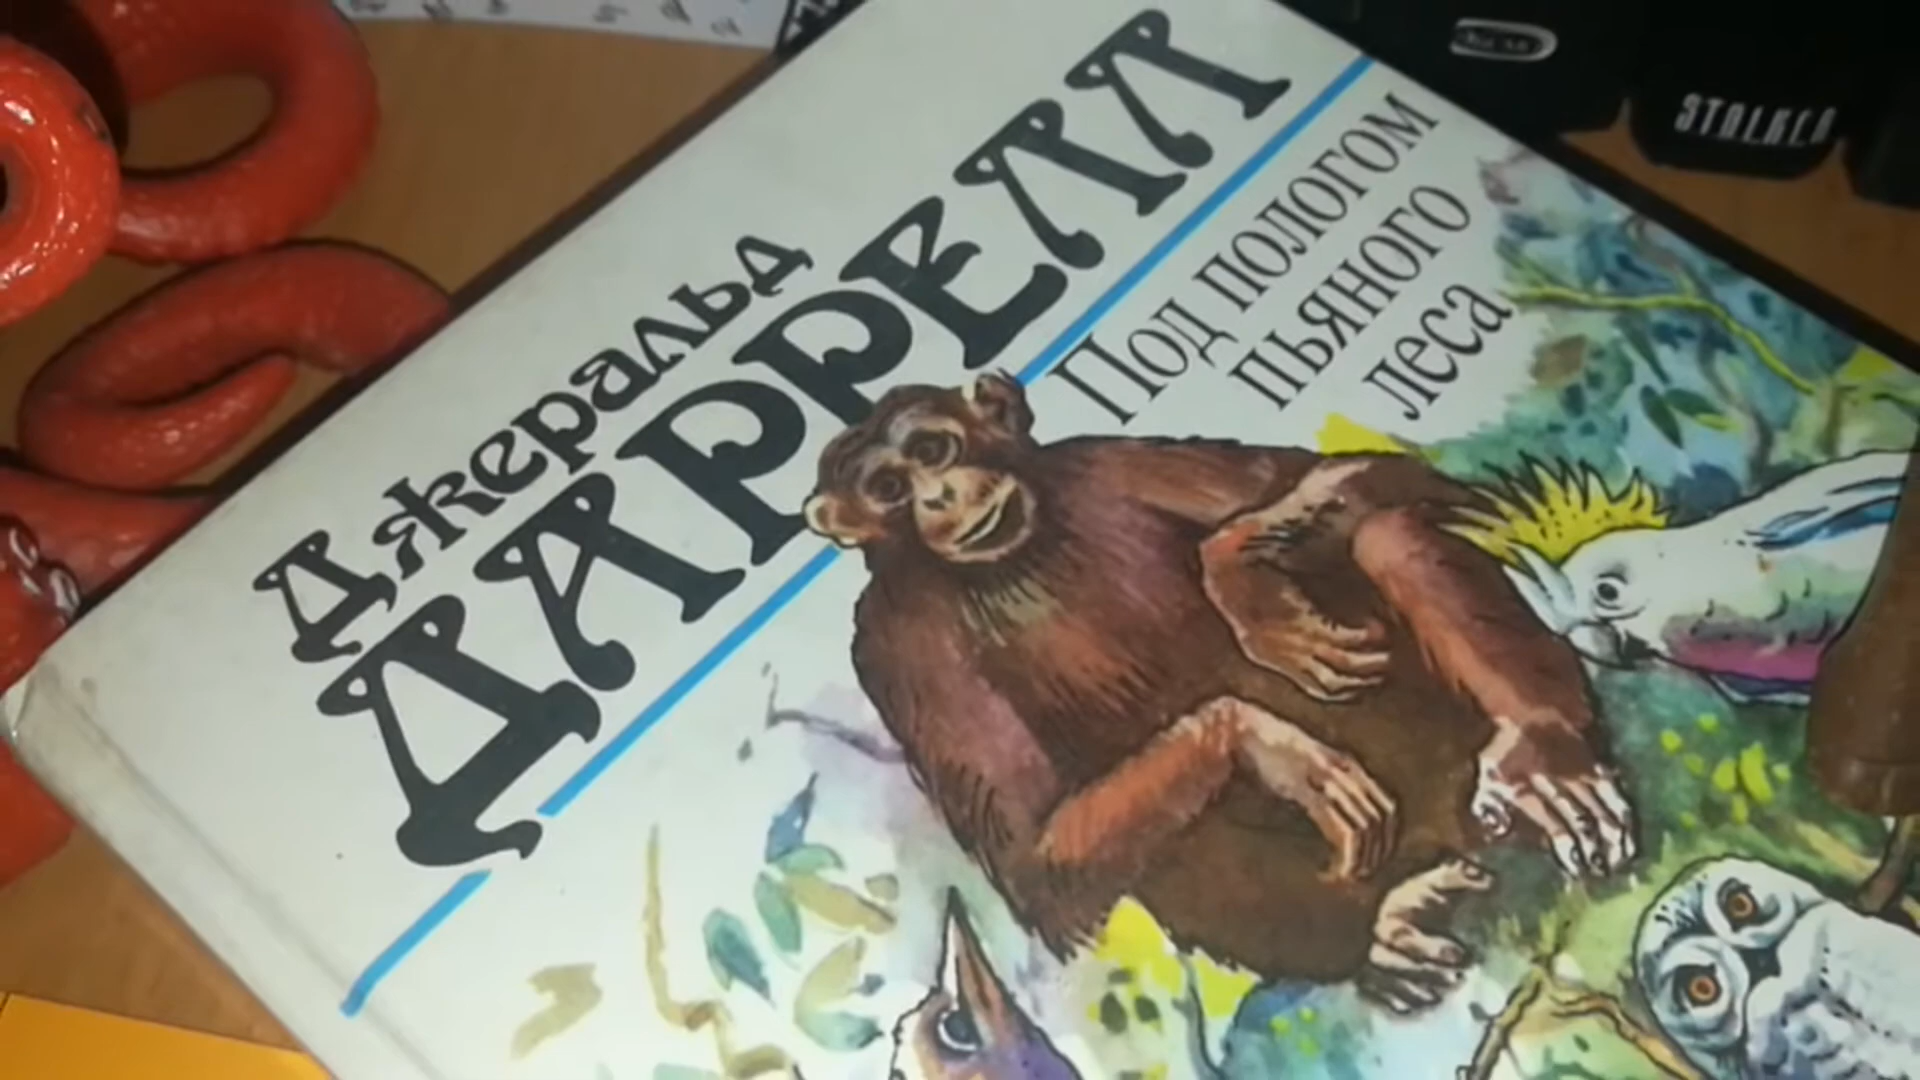 Джеральд
ДАРРЕЛЛ
Под пологом
пьяного
леса
STALKER